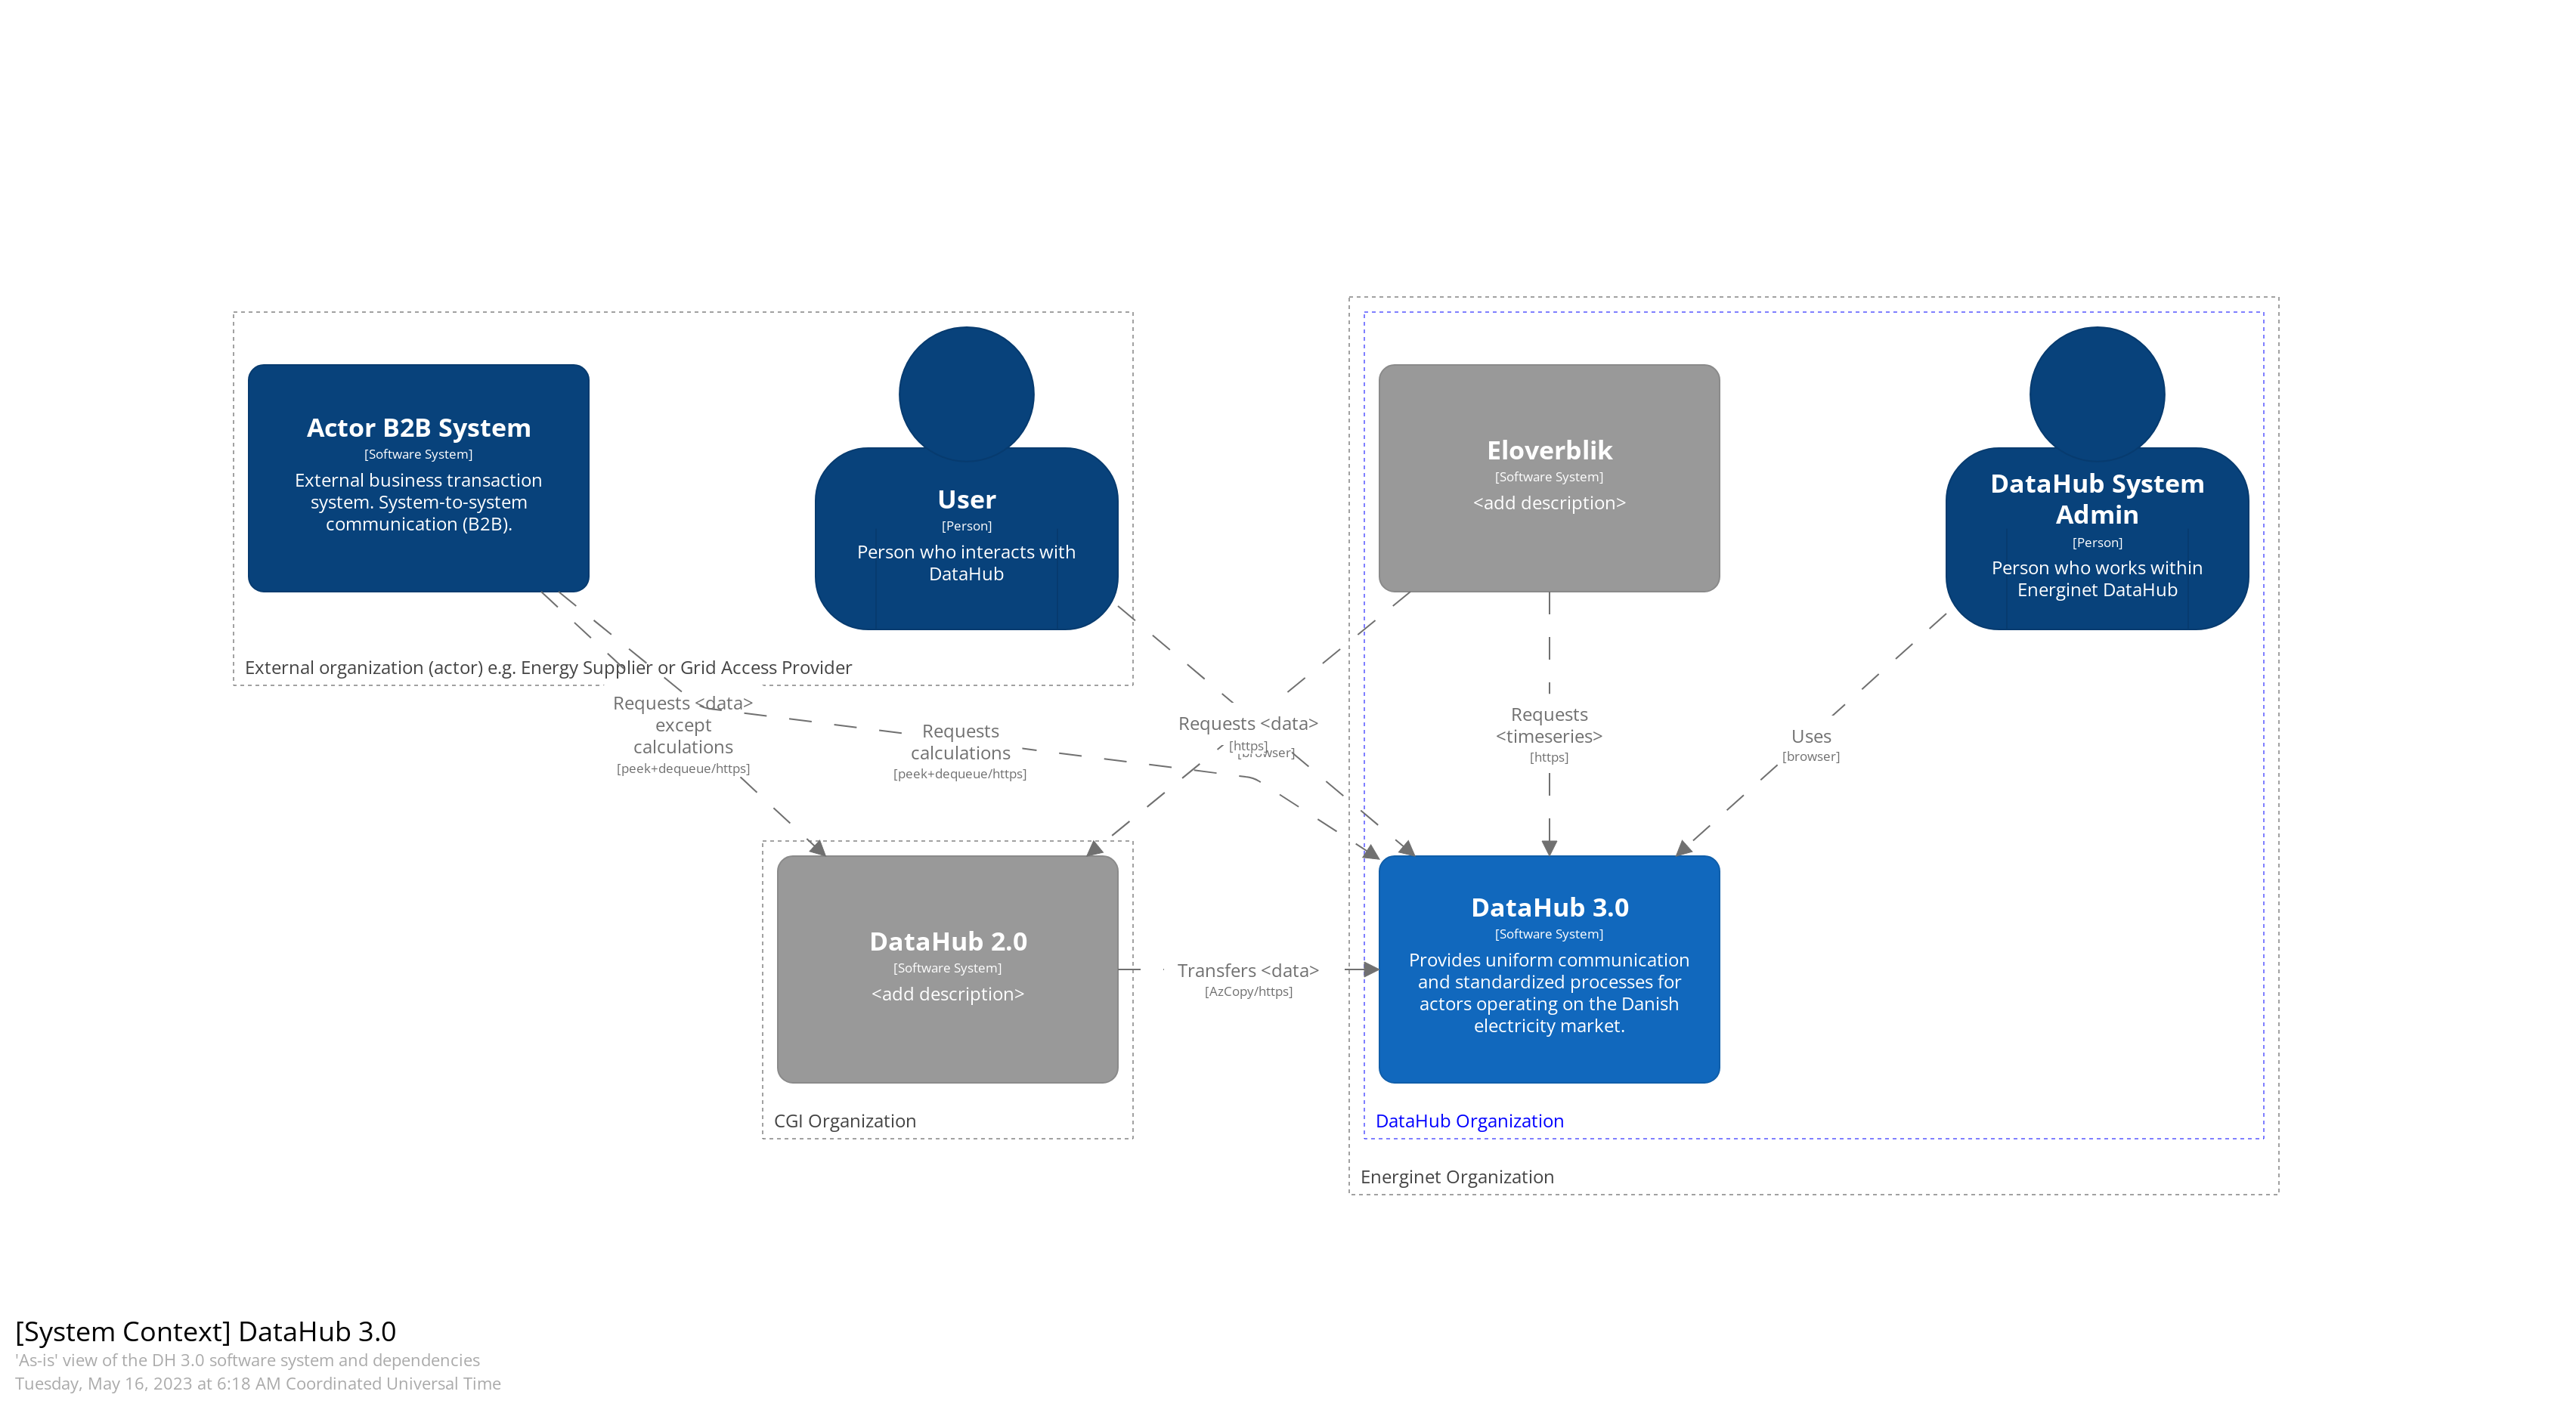 Actor B2B System
[Software System]
External business transaction
system. System-to-system
communication (B2B).
User
[Person]
Person who interacts with
DataHub
External organization (actor) e.g. Energy Supplier or Grid Access Provider
Eloverblik
[Software System]
<add description>
DataHub System
Admin
[Person]
Person who works within
Energinet DataHub
Requests <data>
except
calculations
[peek+dequeue/https]
Requests
calculations
[peek+dequeue/https]
Requests <data>
[https]
[browser]
Requests
<timeseries>
[https]
Uses
[browser]
DataHub 2.0
[Software System]
<add description>
CGI Organization
Transfers <data>
[AzCopy/https]
DataHub 3.0
[Software System]
Provides uniform communication
and standardized processes for
actors operating on the Danish
electricity market.
DataHub Organization
Energinet Organization
[System Context] DataHub 3.0
'As-is' view of the DH 3.0 software system and dependencies
Tuesday, May 16, 2023 at 6:18 AM Coordinated Universal Time